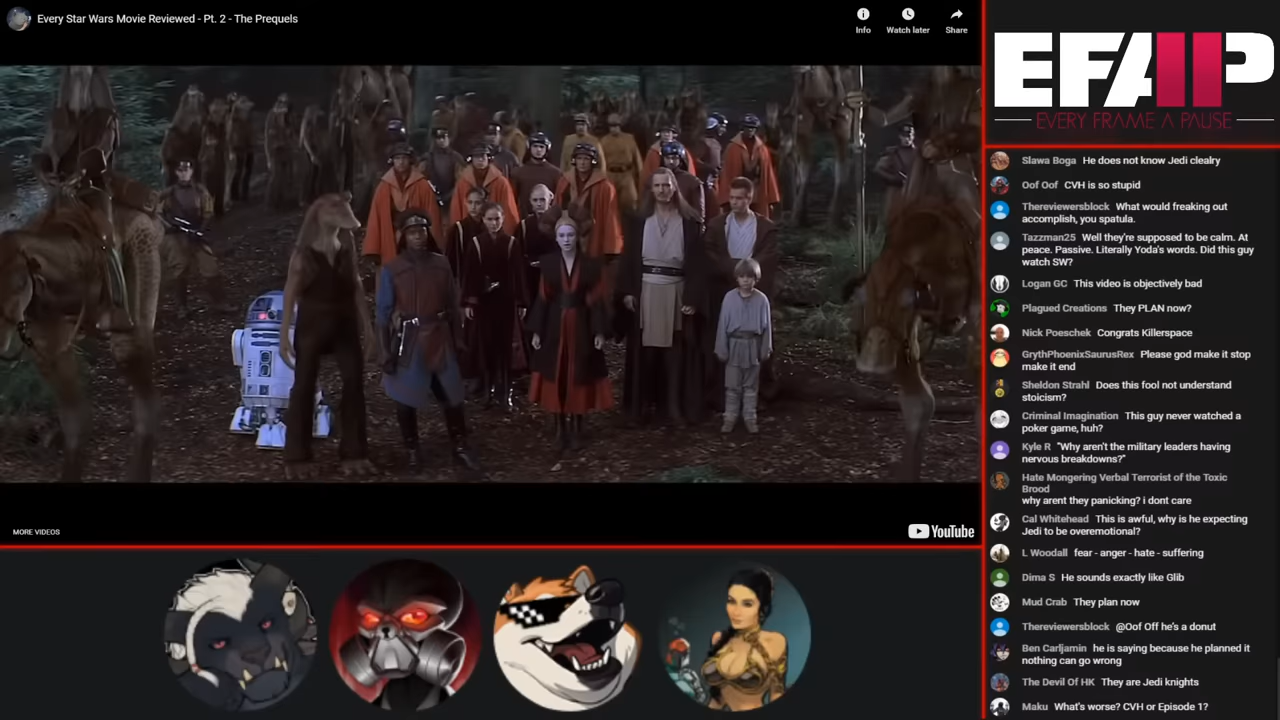 Every Star Wars Movie Reviewed - Pt. 2 - The Prequels
Info
Watch later
Share
MORE VIDEOS
YouTube
EFAP
EVERY FRAME A PAUSE
Slawa Boga He does not know Jedi clealry
Oof Oof CVH is so stupid
Thereviewersblock What would freaking out
accomplish, you spatula.
Tazzman25 Well they're supposed to be calm. At
peace. Passive. Literally Yoda's words. Did this guy
watch SW?
Logan GC This video is objectively bad
Plagued Creations They PLAN now?
Nick Poeschek Congrats Killerspace
GrythPhoenixSaurusRex Please god make it stop
make it end
Sheldon Strahl Does this fool not understand
stoicism?
Criminal Imagination This guy never watched a
poker game, huh?
Kyle R "Why aren't the military leaders having
nervous breakdowns?"
Hate Mongering Verbal Terrorist of the Toxic
Brood
why arent they panicking? i dont care
Cal Whitehead This is awful, why is he expecting
Jedi to be overemotional?
L Woodall fear - anger - hate - suffering
Dima S He sounds exactly like Glib
Mud Crab They plan now
Thereviewersblock @Oof Off he's a donut
Ben Carljamin he is saying because he planned it
nothing can go wrong
The Devil Of HK They are Jedi knights
Maku What's worse? CVH or Episode 1?